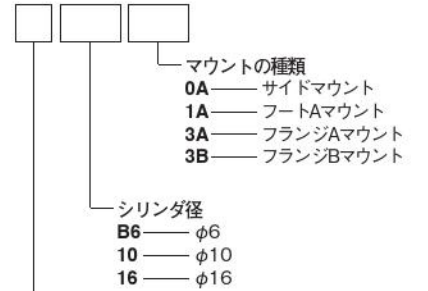 マウントの種類
0A── サイドマウント
1A── フートAマウント
3A── フランジAマウント
3B── フランジBマウント
シリンダ径
B6── φ6
10── φ10
16── φ16